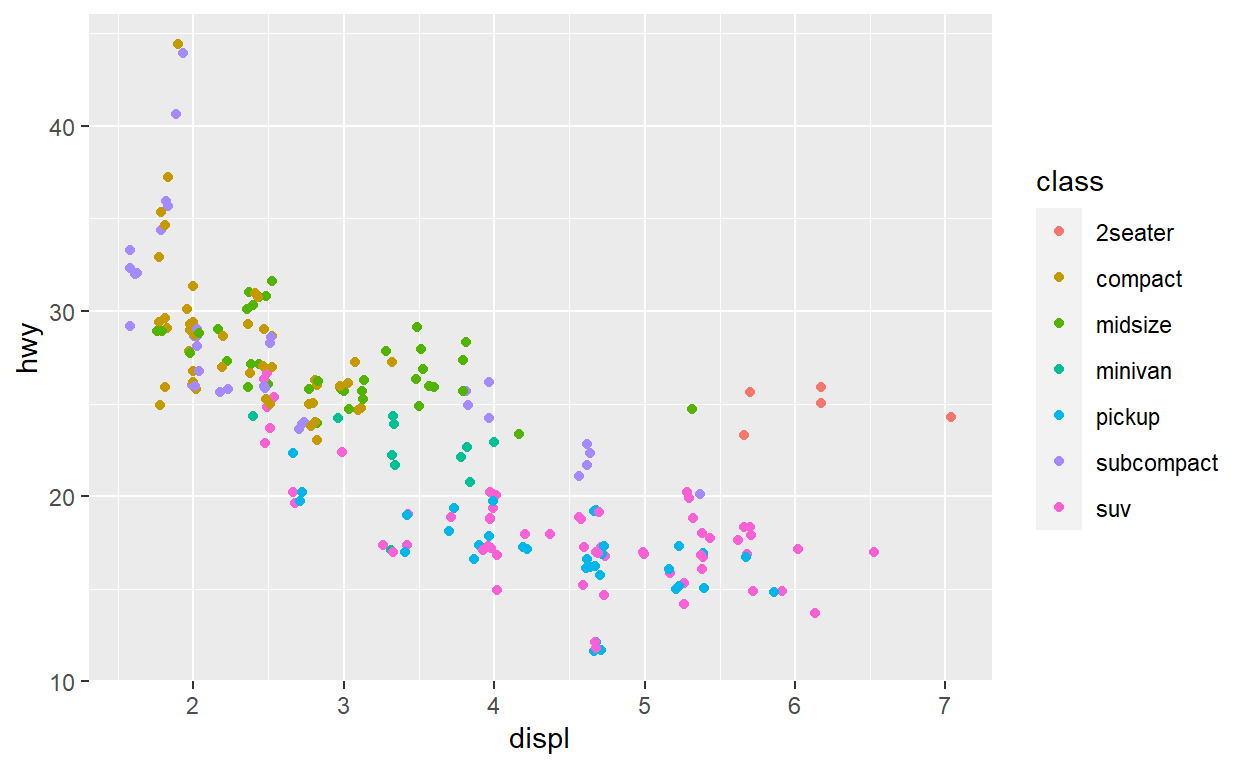 40
30
20
10
hwy
2
3
4
5
6
7
displ
class
2seater
compact
midsize
minivan
pickup
subcompact
suv